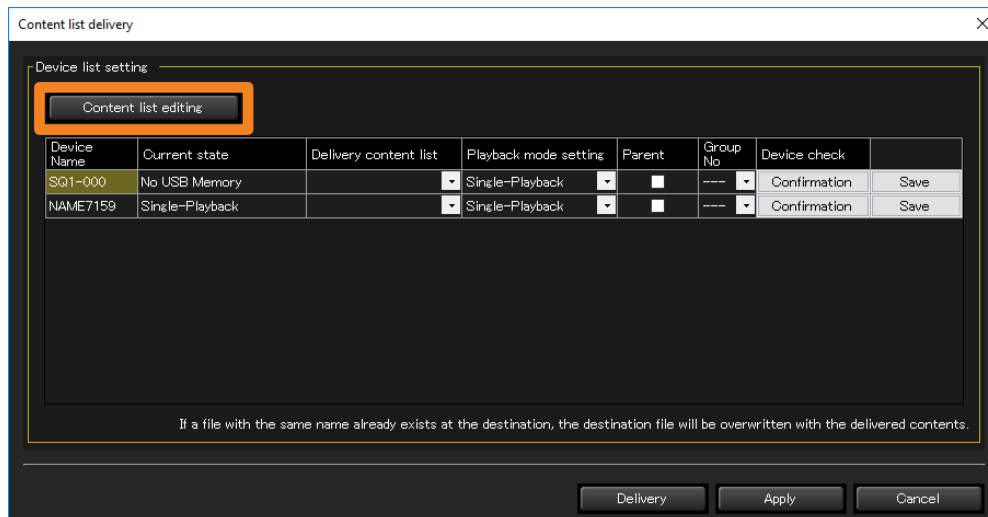 Content list delivery
Device list setting
Content list editing
Device Name Current state Delivery content list Playback mode setting Parent Group No Device check
SQ1-000 No USB Memory Single-Playback --- Confirmation Save
NAME7159 Single-Playback Single-Playback --- Confirmation Save
If a file with the same name already exists at the destination, the destination file will be overwritten with the delivered contents.
Delivery Apply Cancel